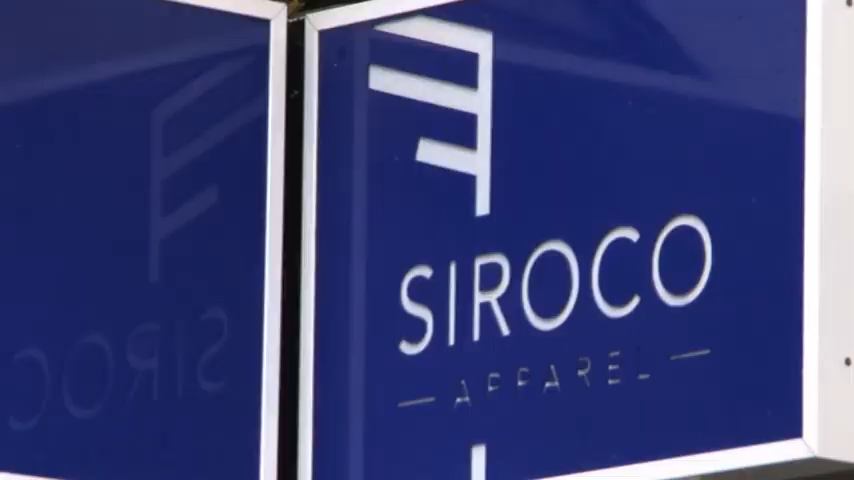 SIROCO
— APPAREL —